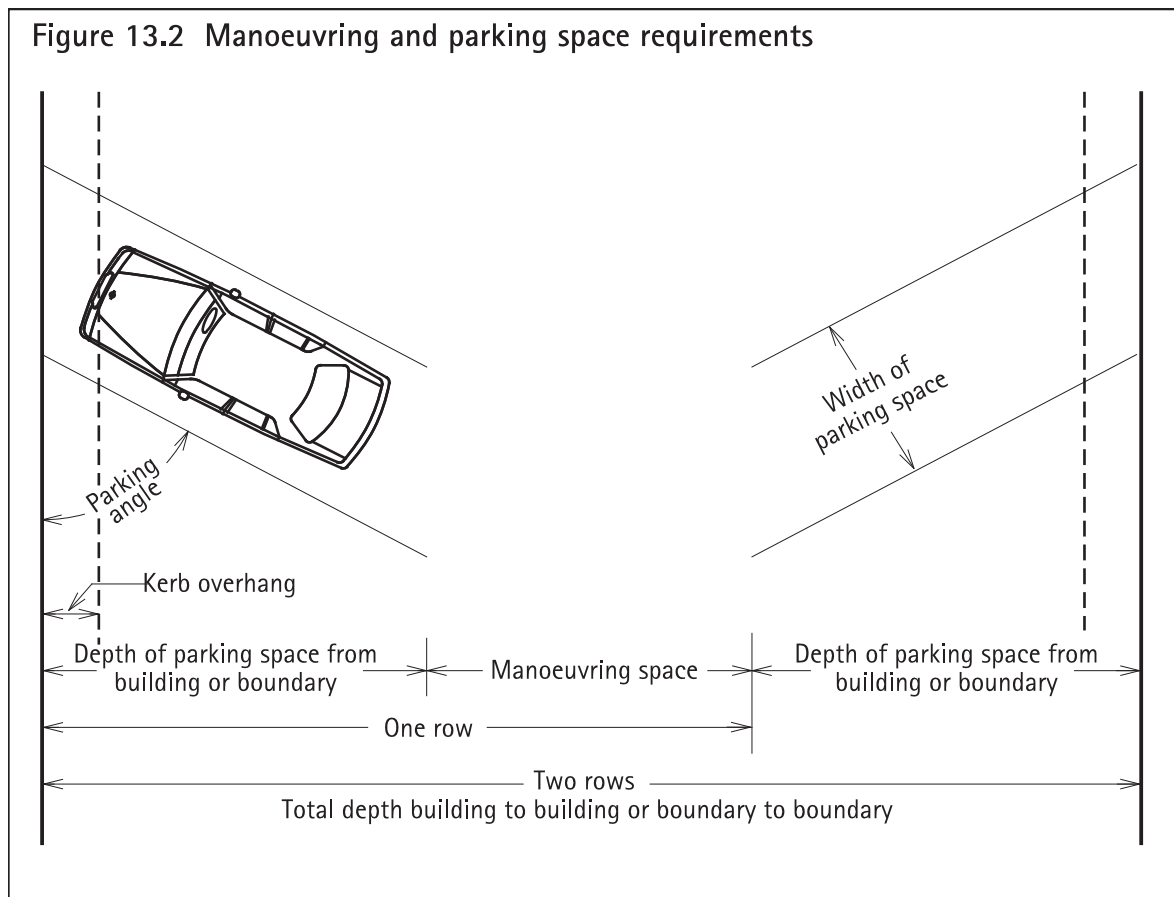 Figure 13.2 Manoeuvring and parking space requirements
Width of
parking space
Parking
angle
Kerb overhang
Depth of parking space from
building or boundary
Manoeuvring space
Depth of parking space from
building or boundary
One row
Two rows
Total depth building to building or boundary to boundary